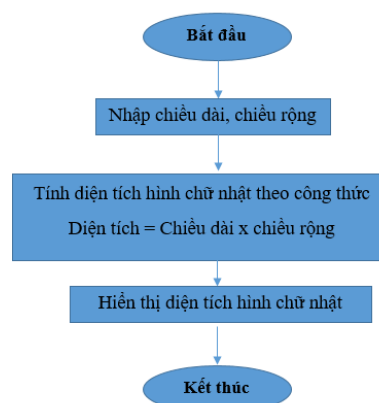 Bắt đầu
Nhập chiều dài, chiều rộng
Tính diện tích hình chữ nhật theo công thức
Diện tích = Chiều dài x chiều rộng
Hiển thị diện tích hình chữ nhật
Kết thúc